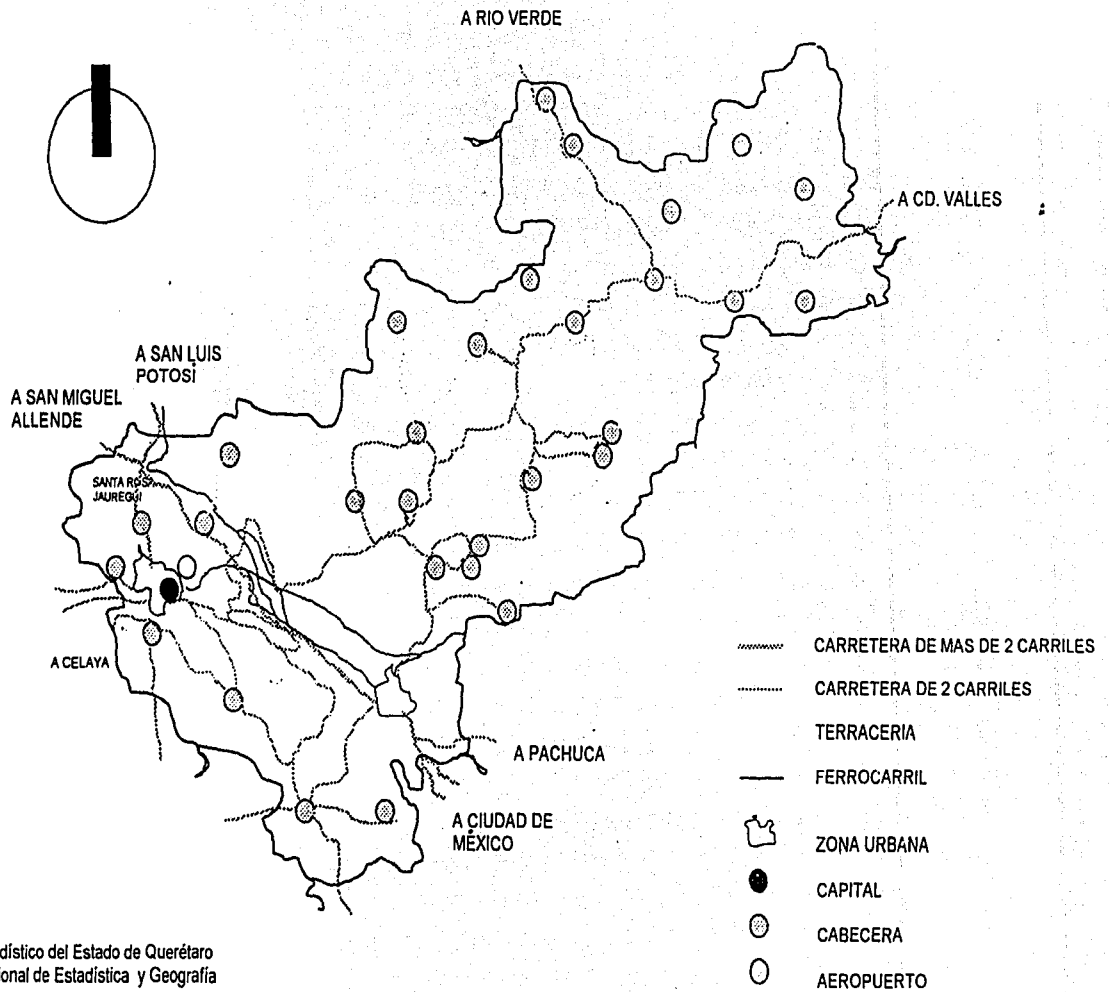 A RIO VERDE
A CD. VALLES
A SAN LUIS
POTOSÍ
A SAN MIGUEL
ALLENDE
SANTA ROSA
JAUREGUI
A CELAYA
A PACHUCA
A CIUDAD DE
MÉXICO
CARRETERA DE MAS DE 2 CARRILES
CARRETERA DE 2 CARRILES
TERRACERIA
FERROCARRIL
ZONA URBANA
CAPITAL
CABECERA
AEROPUERTO
dístico del Estado de Querétaro
ional de Estadística y Geografía